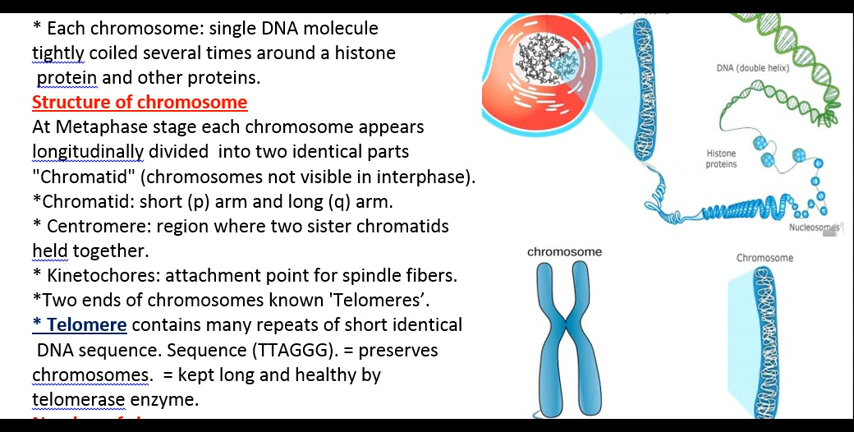 * Each chromosome: single DNA molecule
tightly coiled several times around a histone
protein and other proteins.
Structure of chromosome
At Metaphase stage each chromosome appears
longitudinally divided into two identical parts
"Chromatid" (chromosomes not visible in interphase).
*Chromatid: short (p) arm and long (q) arm.
* Centromere: region where two sister chromatids
held together.
* Kinetochores: attachment point for spindle fibers.
*Two ends of chromosomes known 'Telomeres’.
* Telomere contains many repeats of short identical
DNA sequence. Sequence (TTAGGG). = preserves
chromosomes. = kept long and healthy by
telomerase enzyme.
DNA (double helix)
Histone
proteins
Nucleosomes
chromosome
Chromosome